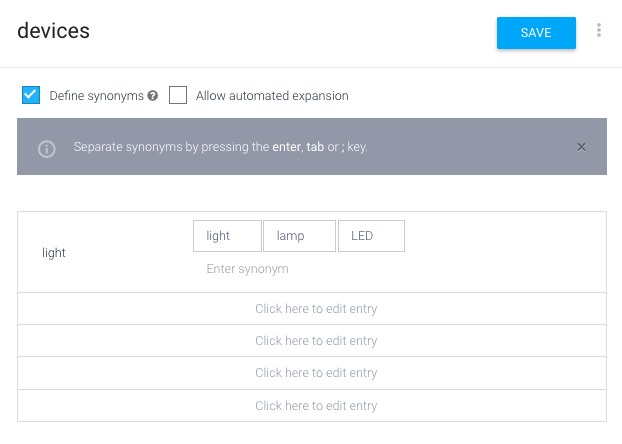 devices
SAVE
Define synonyms ? Allow automated expansion
Separate synonyms by pressing the enter, tab or ; key.
light lamp LED
light
Enter synonym
Click here to edit entry
Click here to edit entry
Click here to edit entry
Click here to edit entry